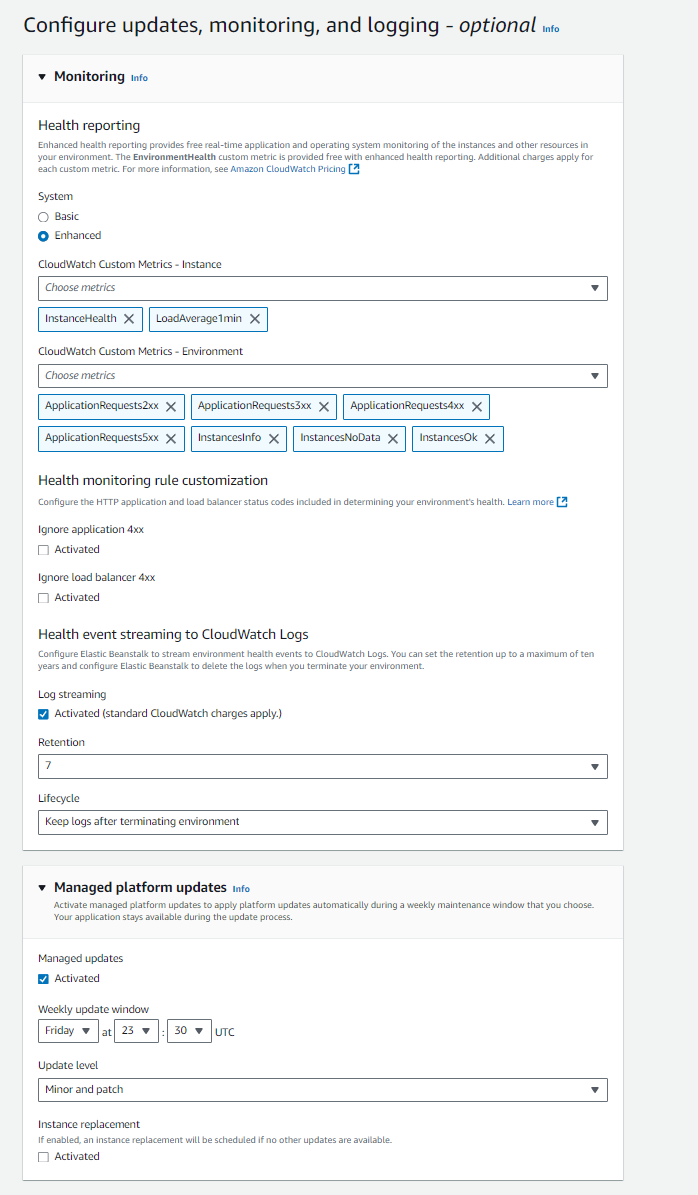 Configure updates, monitoring, and logging - optional Info
Monitoring Info
Health reporting
Enhanced health reporting provides free real-time application and operating system monitoring of the instances and other resources in
your environment. The EnvironmentHealth custom metric is provided free with enhanced health reporting. Additional charges apply for
each custom metric. For more information, see Amazon CloudWatch Pricing
System
Basic
Enhanced
CloudWatch Custom Metrics - Instance
Choose metrics
InstanceHealth LoadAverage1min
CloudWatch Custom Metrics - Environment
Choose metrics
ApplicationRequests2xx ApplicationRequests3xx ApplicationRequests4xx
ApplicationRequests5xx InstancesInfo InstancesNoData InstancesOk
Health monitoring rule customization
Configure the HTTP application and load balancer status codes included in determining your environment's health. Learn more
Ignore application 4xx
Activated
Ignore load balancer 4xx
Activated
Health event streaming to CloudWatch Logs
Configure Elastic Beanstalk to stream environment health events to CloudWatch Logs. You can set the retention up to a maximum of ten
years and configure Elastic Beanstalk to delete the logs when you terminate your environment.
Log streaming
Activated (standard CloudWatch charges apply.)
Retention
7
Lifecycle
Keep logs after terminating environment
Managed platform updates Info
Activate managed platform updates to apply platform updates automatically during a weekly maintenance window that you choose.
Your application stays available during the update process.
Managed updates
Activated
Weekly update window
Friday at 23 : 30 UTC
Update level
Minor and patch
Instance replacement
If enabled, an instance replacement will be scheduled if no other updates are available.
Activated